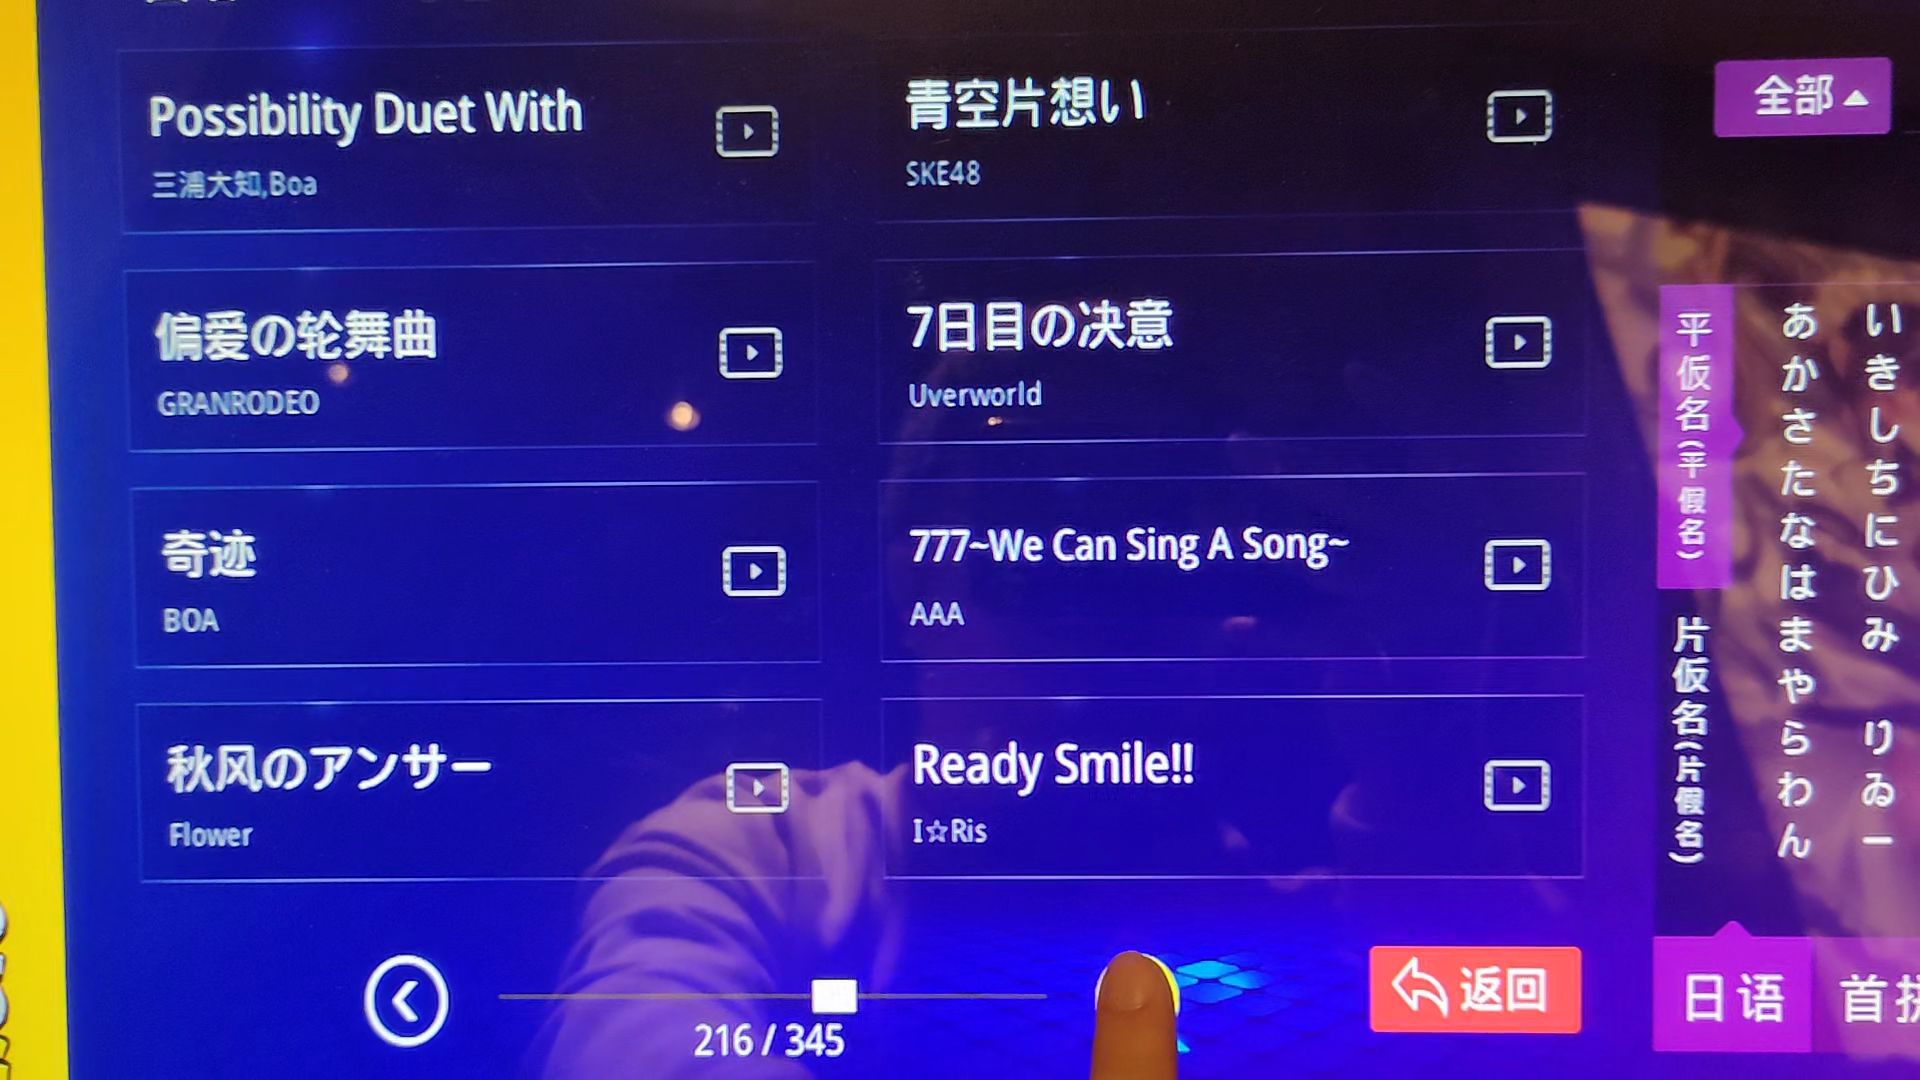 Possibility Duet With
三浦大知,Boa
青空片想い
SKE48
偏爱の轮舞曲
GRANRODEO
7日目の决意
Uverworld
奇迹
BOA
777~We Can Sing A Song~
AAA
秋风のアンサー
Flower
Ready Smile!!
I☆Ris
216 / 345
返回
全部
平仮名(平假名)
片仮名(片假名)
あかさたなはまやらわん
いきしちにひみ りゐー
日语
首拼